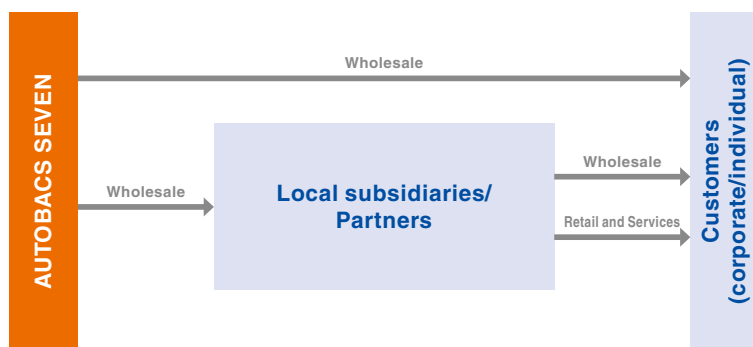 AUTOBACS SEVEN
Wholesale
Wholesale
Local subsidiaries/
Partners
Wholesale
Retail and Services
Customers
(corporate/individual)